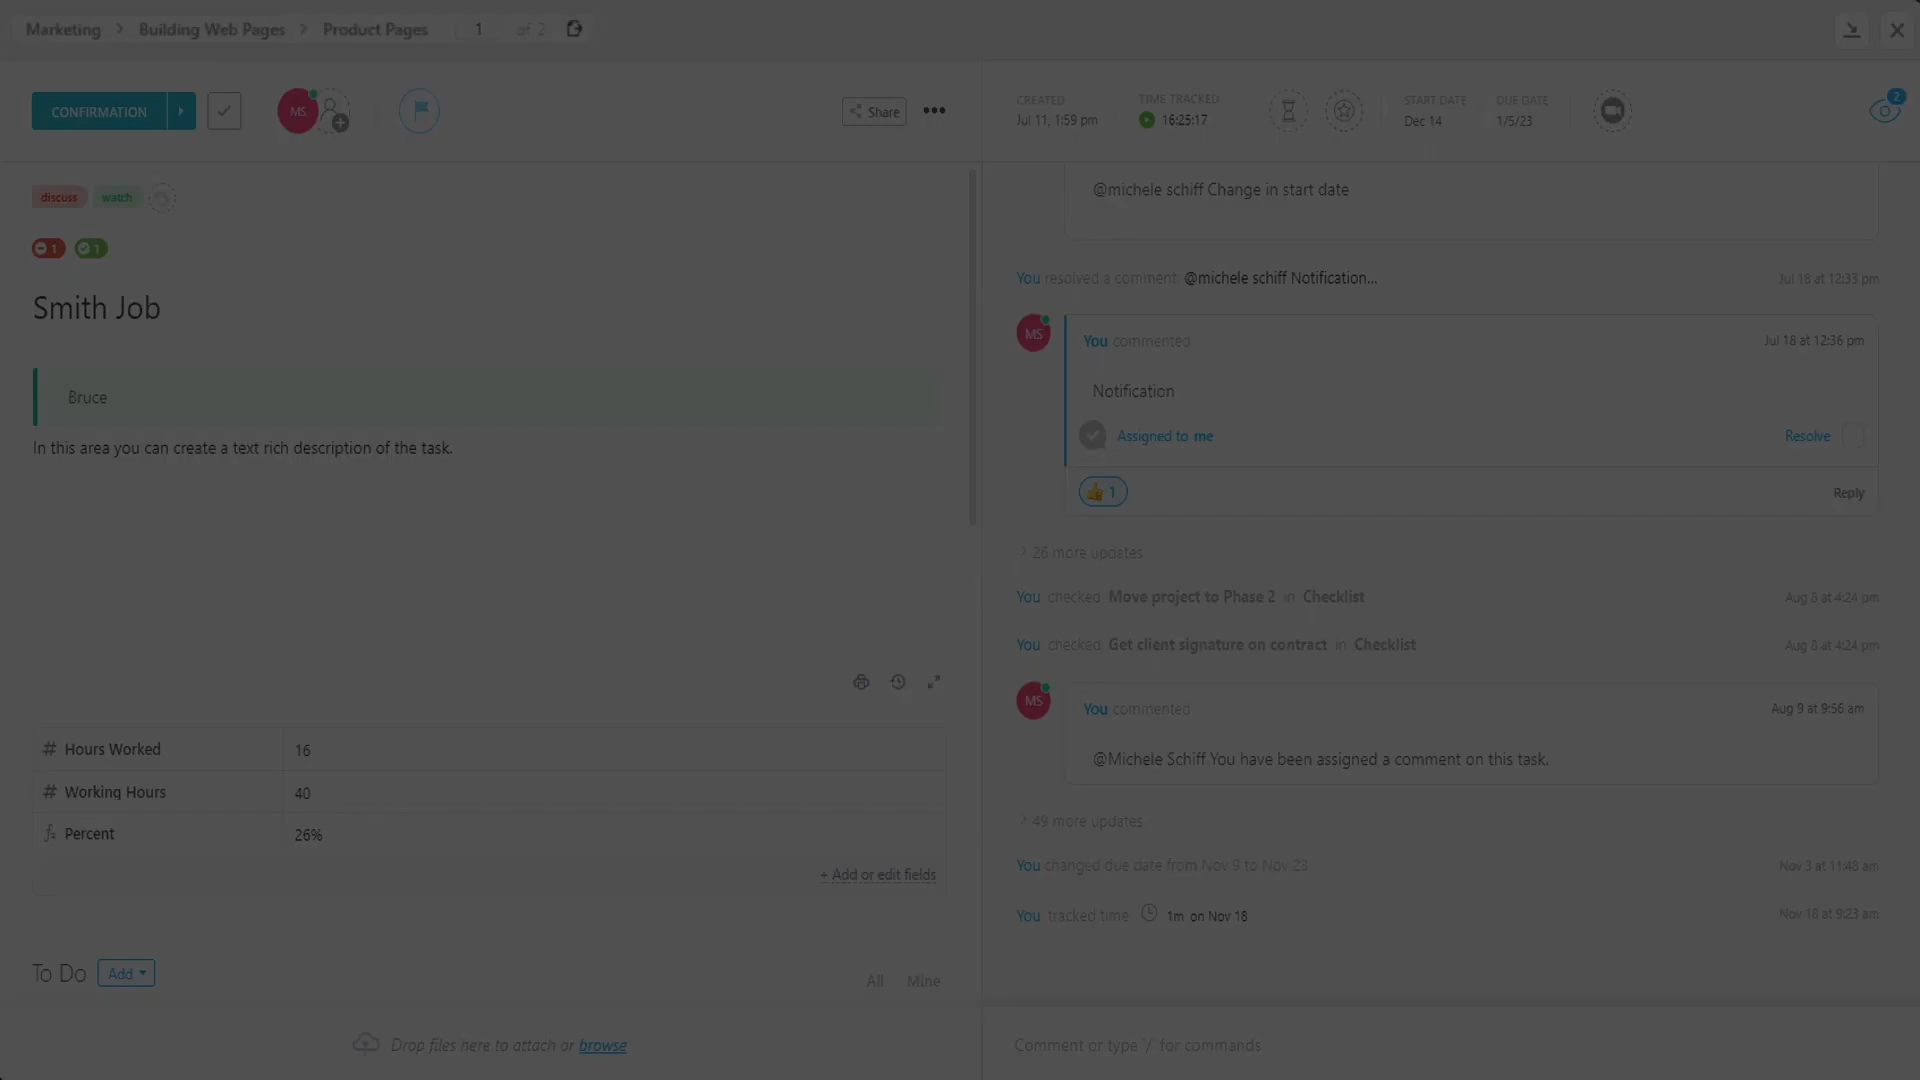 Marketing > Building Web Pages > Product Pages 1 of 2
CONFIRMATION
MS
Share
CREATED
Jul 11, 1:59 pm
TIME TRACKED
16:25:17
START DATE
Dec 14
DUE DATE
1/5/23
2
discuss watch
1 1
Smith Job
Bruce
In this area you can create a text rich description of the task.
# Hours Worked 16
# Working Hours 40
Percent 26%
+ Add or edit fields
To Do Add
All Mine
Drop files here to attach or browse
@michele schiff Change in start date
You resolved a comment: @michele schiff Notification... Jul 18 at 12:33 pm
MS
You commented Jul 18 at 12:36 pm
Notification
Assigned to me Resolve
1 Reply
> 26 more updates
You checked Move project to Phase 2 in Checklist Aug 8 at 4:24 pm
You checked Get client signature on contract in Checklist Aug 8 at 4:24 pm
MS
You commented Aug 9 at 9:56 am
@Michele Schiff You have been assigned a comment on this task.
> 49 more updates
You changed due date from Nov 9 to Nov 23 Nov 3 at 11:48 am
You tracked time 1m on Nov 18 Nov 18 at 9:23 am
Comment or type '/' for commands